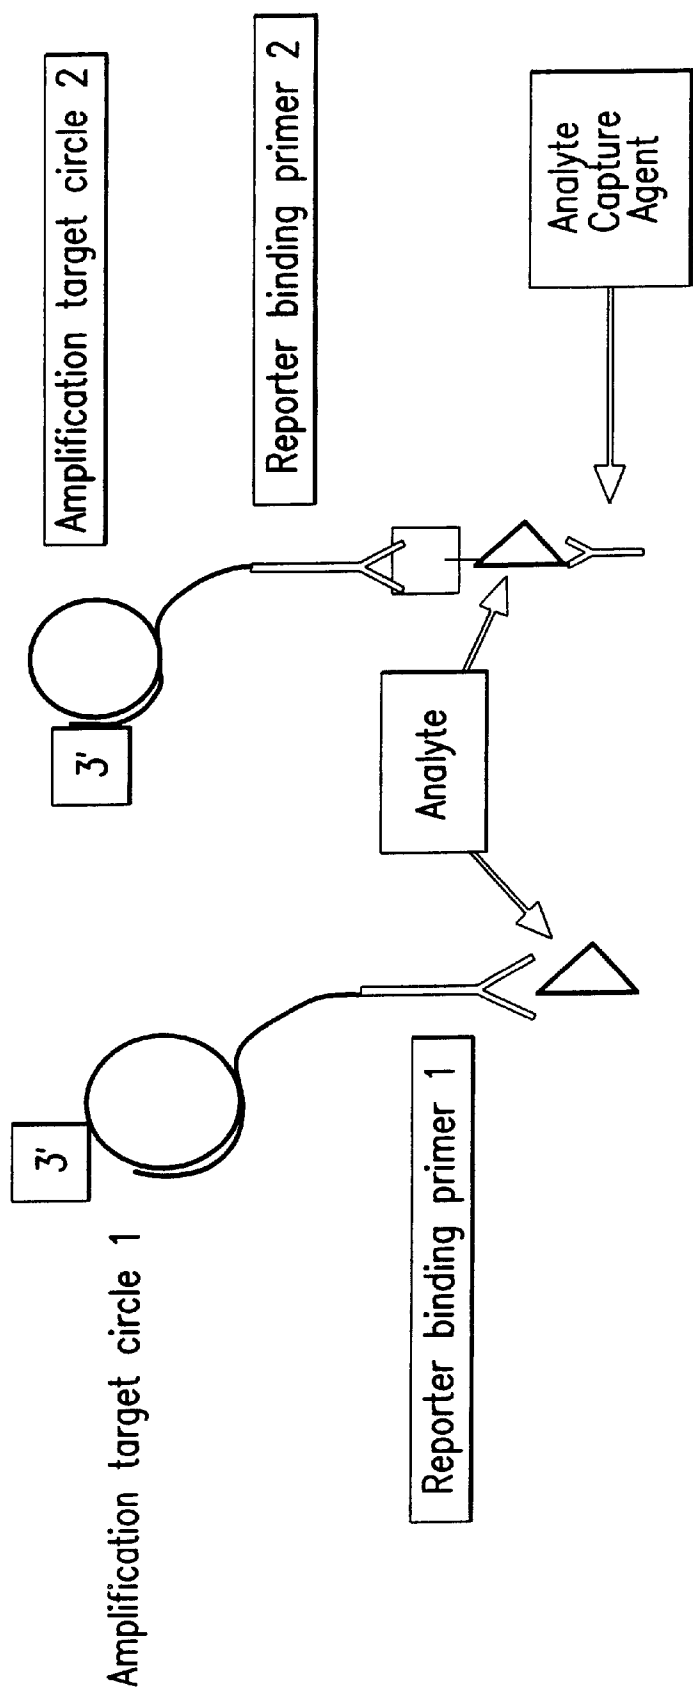 Amplification target circle 1
3'
Reporter binding primer 1
Analyte
3'
Amplification target circle 2
Reporter binding primer 2
Analyte
Capture
Agent